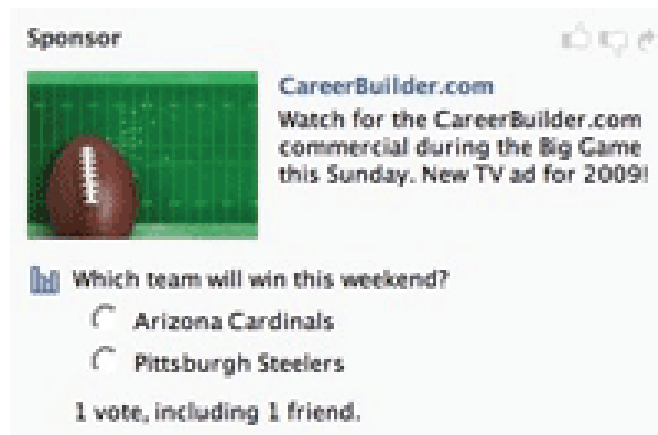 Sponsor
CareerBuilder.com
Watch for the CareerBuilder.com
commercial during the Big Game
this Sunday. New TV ad for 2009!
Which team will win this weekend?
Arizona Cardinals
Pittsburgh Steelers
1 vote, including 1 friend.